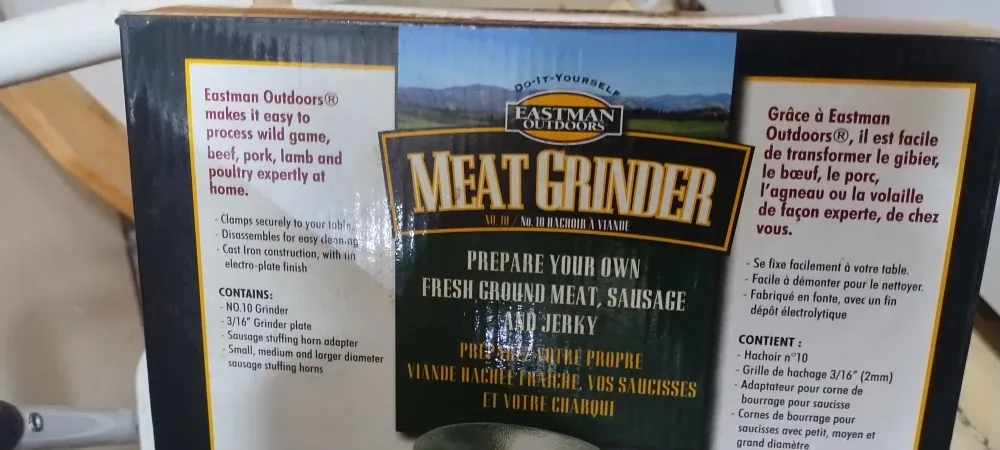 Eastman Outdoors®
makes it easy to
process wild game,
beef, pork, lamb and
poultry expertly at
home.
- Clamps securely to your table.
- Disassembles for easy cleaning
- Cast Iron construction, with tin
electro-plate finish
CONTAINS:
- NO.10 Grinder
- 3/16" Grinder plate
- Sausage stuffing horn adapter
- Small, medium and larger diameter
sausage stuffing horns
DO-IT-YOURSELF
EASTMAN
OUTDOORS
MEAT GRINDER
NO. 10 / No. 10 HACHOIR À VIANDE
PREPARE YOUR OWN
FRESH GROUND MEAT, SAUSAGE
AND JERKY
PRÉPAREZ VOTRE PROPRE
VIANDE HACHÉE FRAÎCHE, VOS SAUCISSES
ET VOTRE CHARQUI
Grâce à Eastman
Outdoors®, il est facile
de transformer le gibier,
le bœuf, le porc,
l'agneau ou la volaille
de façon experte, de chez
vous.
- Se fixe facilement à votre table.
- Facile à démonter pour le nettoyer.
- Fabriqué en fonte, avec un fin
dépôt électrolytique
CONTIENT :
- Hachoir n°10
- Grille de hachage 3/16" (2mm)
- Adaptateur pour corne de
bourrage pour saucisse
- Cornes de bourrage pour
saucisses avec petit, moyen et
grand diamètre